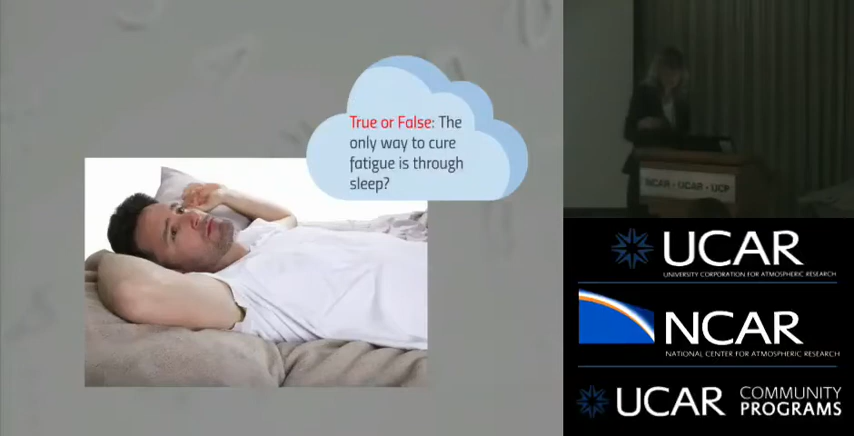 True or False: The
only way to cure
fatigue is through
sleep?
NCAR · UCAR · UCP
UCAR
UNIVERSITY CORPORATION FOR ATMOSPHERIC RESEARCH
NCAR
NATIONAL CENTER FOR ATMOSPHERIC RESEARCH
UCAR COMMUNITY
PROGRAMS